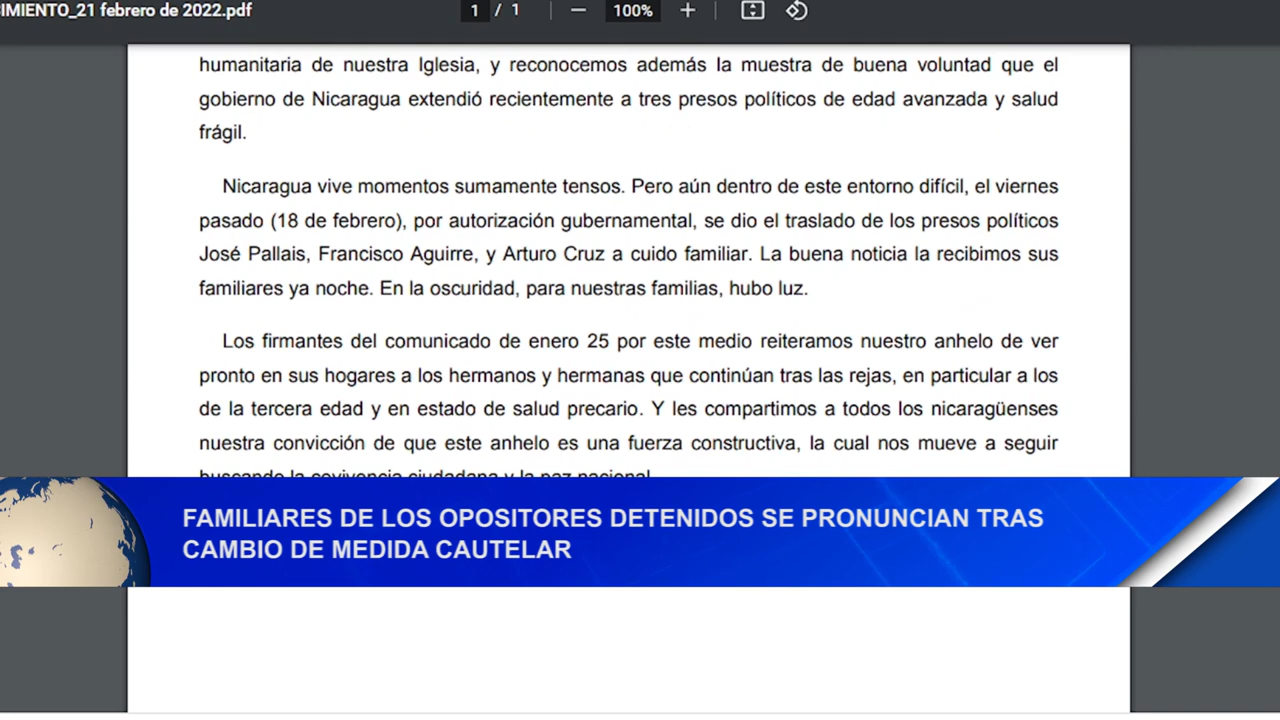 IMIENTO_21 febrero de 2022.pdf
1 / 1
100%
humanitaria de nuestra Iglesia, y reconocemos además la muestra de buena voluntad que el
gobierno de Nicaragua extendió recientemente a tres presos políticos de edad avanzada y salud
frágil.
Nicaragua vive momentos sumamente tensos. Pero aún dentro de este entorno difícil, el viernes
pasado (18 de febrero), por autorización gubernamental, se dio el traslado de los presos políticos
José Pallais, Francisco Aguirre, y Arturo Cruz a cuido familiar. La buena noticia la recibimos sus
familiares ya noche. En la oscuridad, para nuestras familias, hubo luz.
Los firmantes del comunicado de enero 25 por este medio reiteramos nuestro anhelo de ver
pronto en sus hogares a los hermanos y hermanas que continúan tras las rejas, en particular a los
de la tercera edad y en estado de salud precario. Y les compartimos a todos los nicaragüenses
nuestra convicción de que este anhelo es una fuerza constructiva, la cual nos mueve a seguir
buscando la covivencia ciudadana y la paz nacional.
FAMILIARES DE LOS OPOSITORES DETENIDOS SE PRONUNCIAN TRAS
CAMBIO DE MEDIDA CAUTELAR